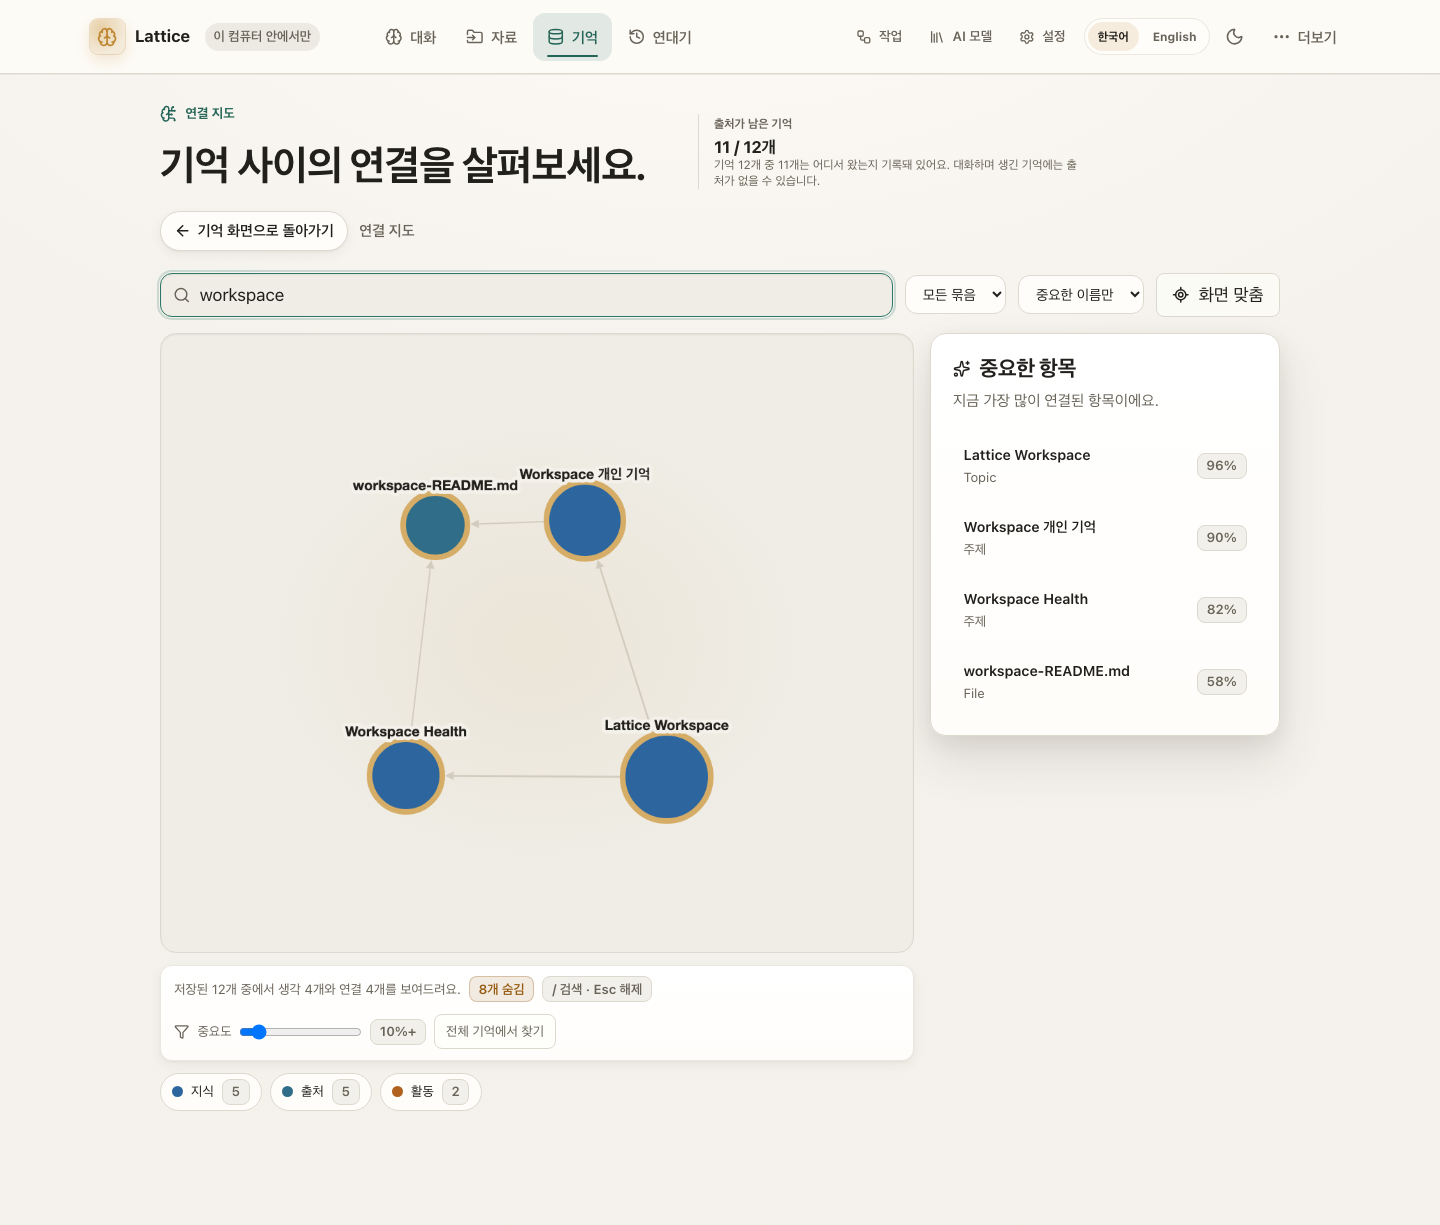 Lattice
이 컴퓨터 안에서만
대화
자료
기억
연대기
작업
AI 모델
설정
한국어
English
더보기
연결 지도
기억 사이의 연결을 살펴보세요.
출처가 남은 기억
11 / 12개
기억 12개 중 11개는 어디서 왔는지 기록돼 있어요. 대화하며 생긴 기억에는 출
처가 없을 수 있습니다.
기억 화면으로 돌아가기
연결 지도
workspace
모든 묶음
중요한 이름만
화면 맞춤
workspace-README.md
Workspace 개인 기억
Workspace Health
Lattice Workspace
중요한 항목
지금 가장 많이 연결된 항목이에요.
Lattice Workspace
Topic
96%
Workspace 개인 기억
주제
90%
Workspace Health
주제
82%
workspace-README.md
File
58%
저장된 12개 중에서 생각 4개와 연결 4개를 보여드려요.
8개 숨김
/ 검색 · Esc 해제
중요도
10%+
전체 기억에서 찾기
지식 5
출처 5
활동 2